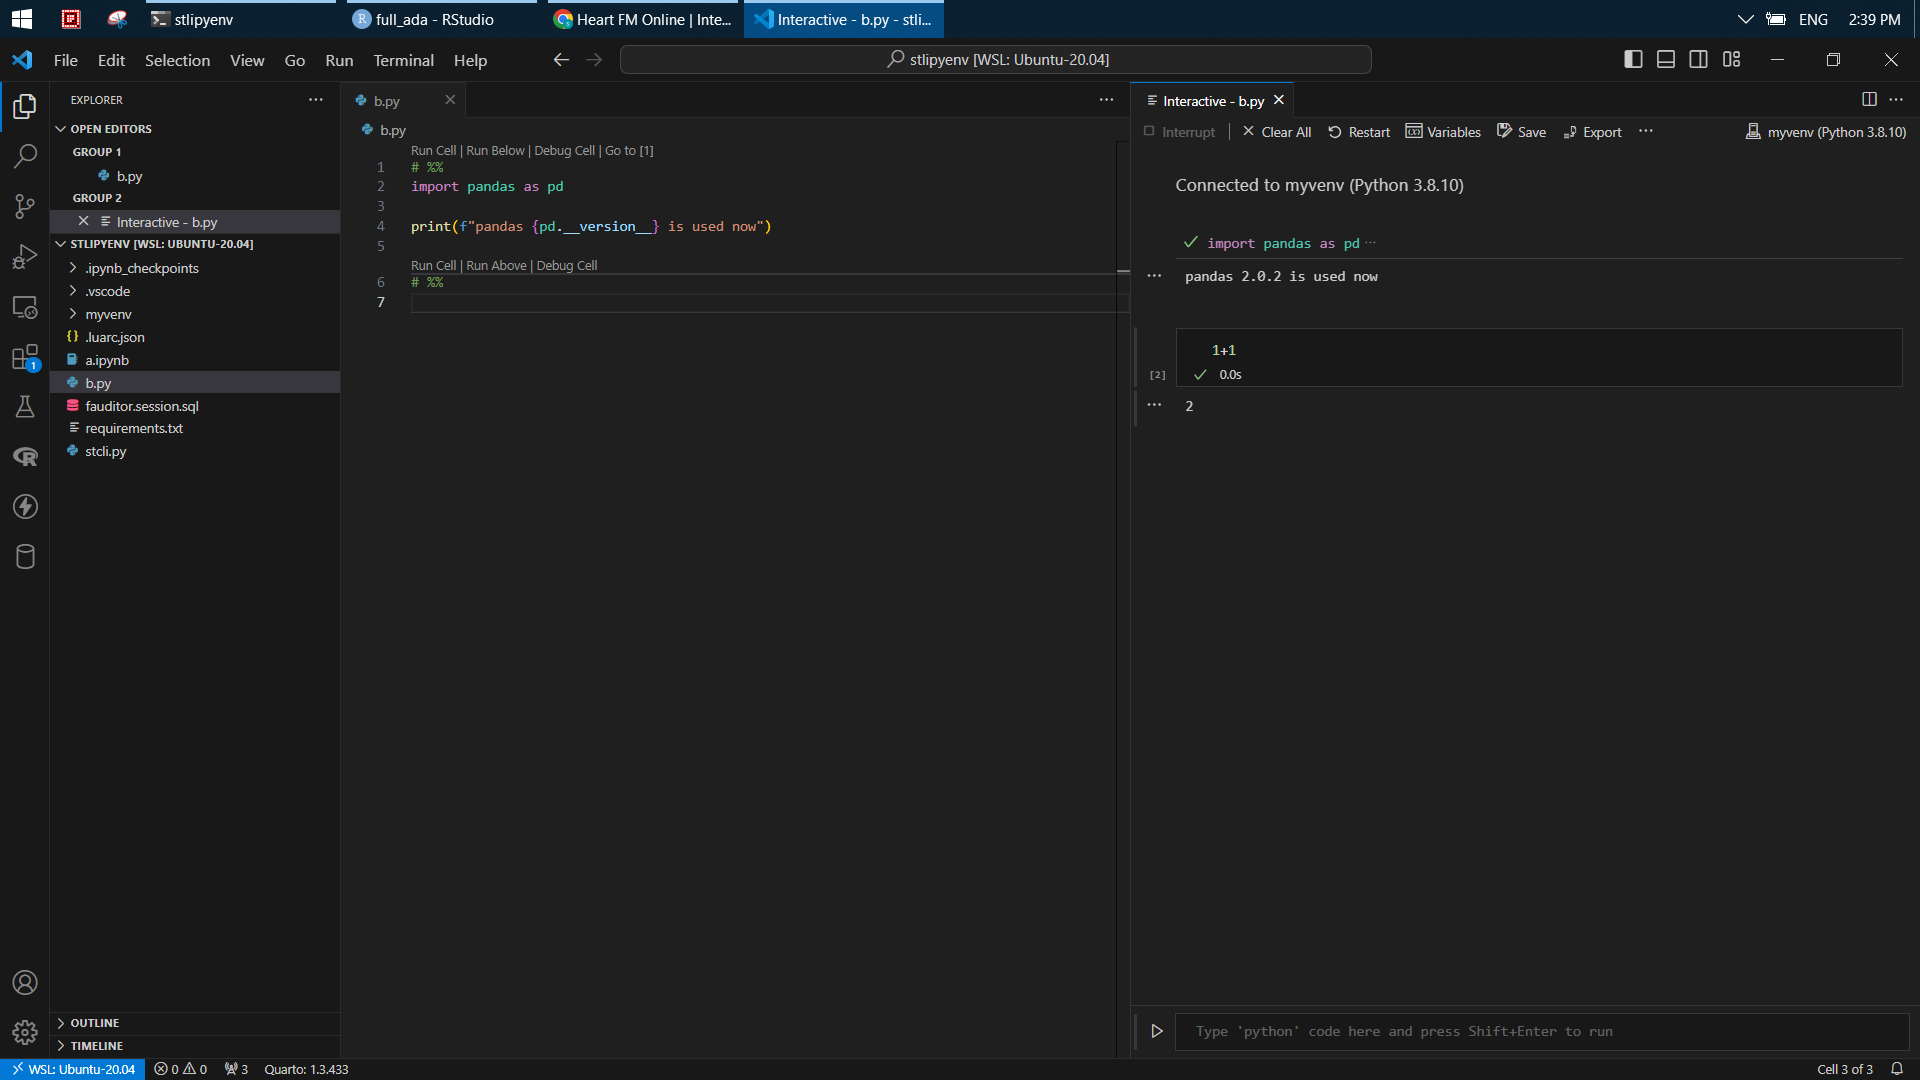 stlipyenv
full_ada - RStudio
Heart FM Online | Inte...
Interactive - b.py - stli...
ENG
2:39 PM
File Edit Selection View Go Run Terminal Help
stlipyenv [WSL: Ubuntu-20.04]
EXPLORER
OPEN EDITORS
GROUP 1
b.py
GROUP 2
Interactive - b.py
STLIPYENV [WSL: UBUNTU-20.04]
.ipynb_checkpoints
.vscode
myvenv
.luarc.json
a.ipynb
b.py
fauditor.session.sql
requirements.txt
stcli.py
1
OUTLINE
TIMELINE
b.py
b.py
Run Cell | Run Below | Debug Cell | Go to [1]
1 # %%
2 import pandas as pd
3
4 print(f"pandas {pd.__version__} is used now")
5
Run Cell | Run Above | Debug Cell
6 # %%
7
Interactive - b.py
Interrupt | Clear All Restart Variables Save Export ... myvenv (Python 3.8.10)
Connected to myvenv (Python 3.8.10)
import pandas as pd ...
pandas 2.0.2 is used now
1+1
[2] 0.0s
2
Type 'python' code here and press Shift+Enter to run
WSL: Ubuntu-20.04 0 0 3 Quarto: 1.3.433
Cell 3 of 3